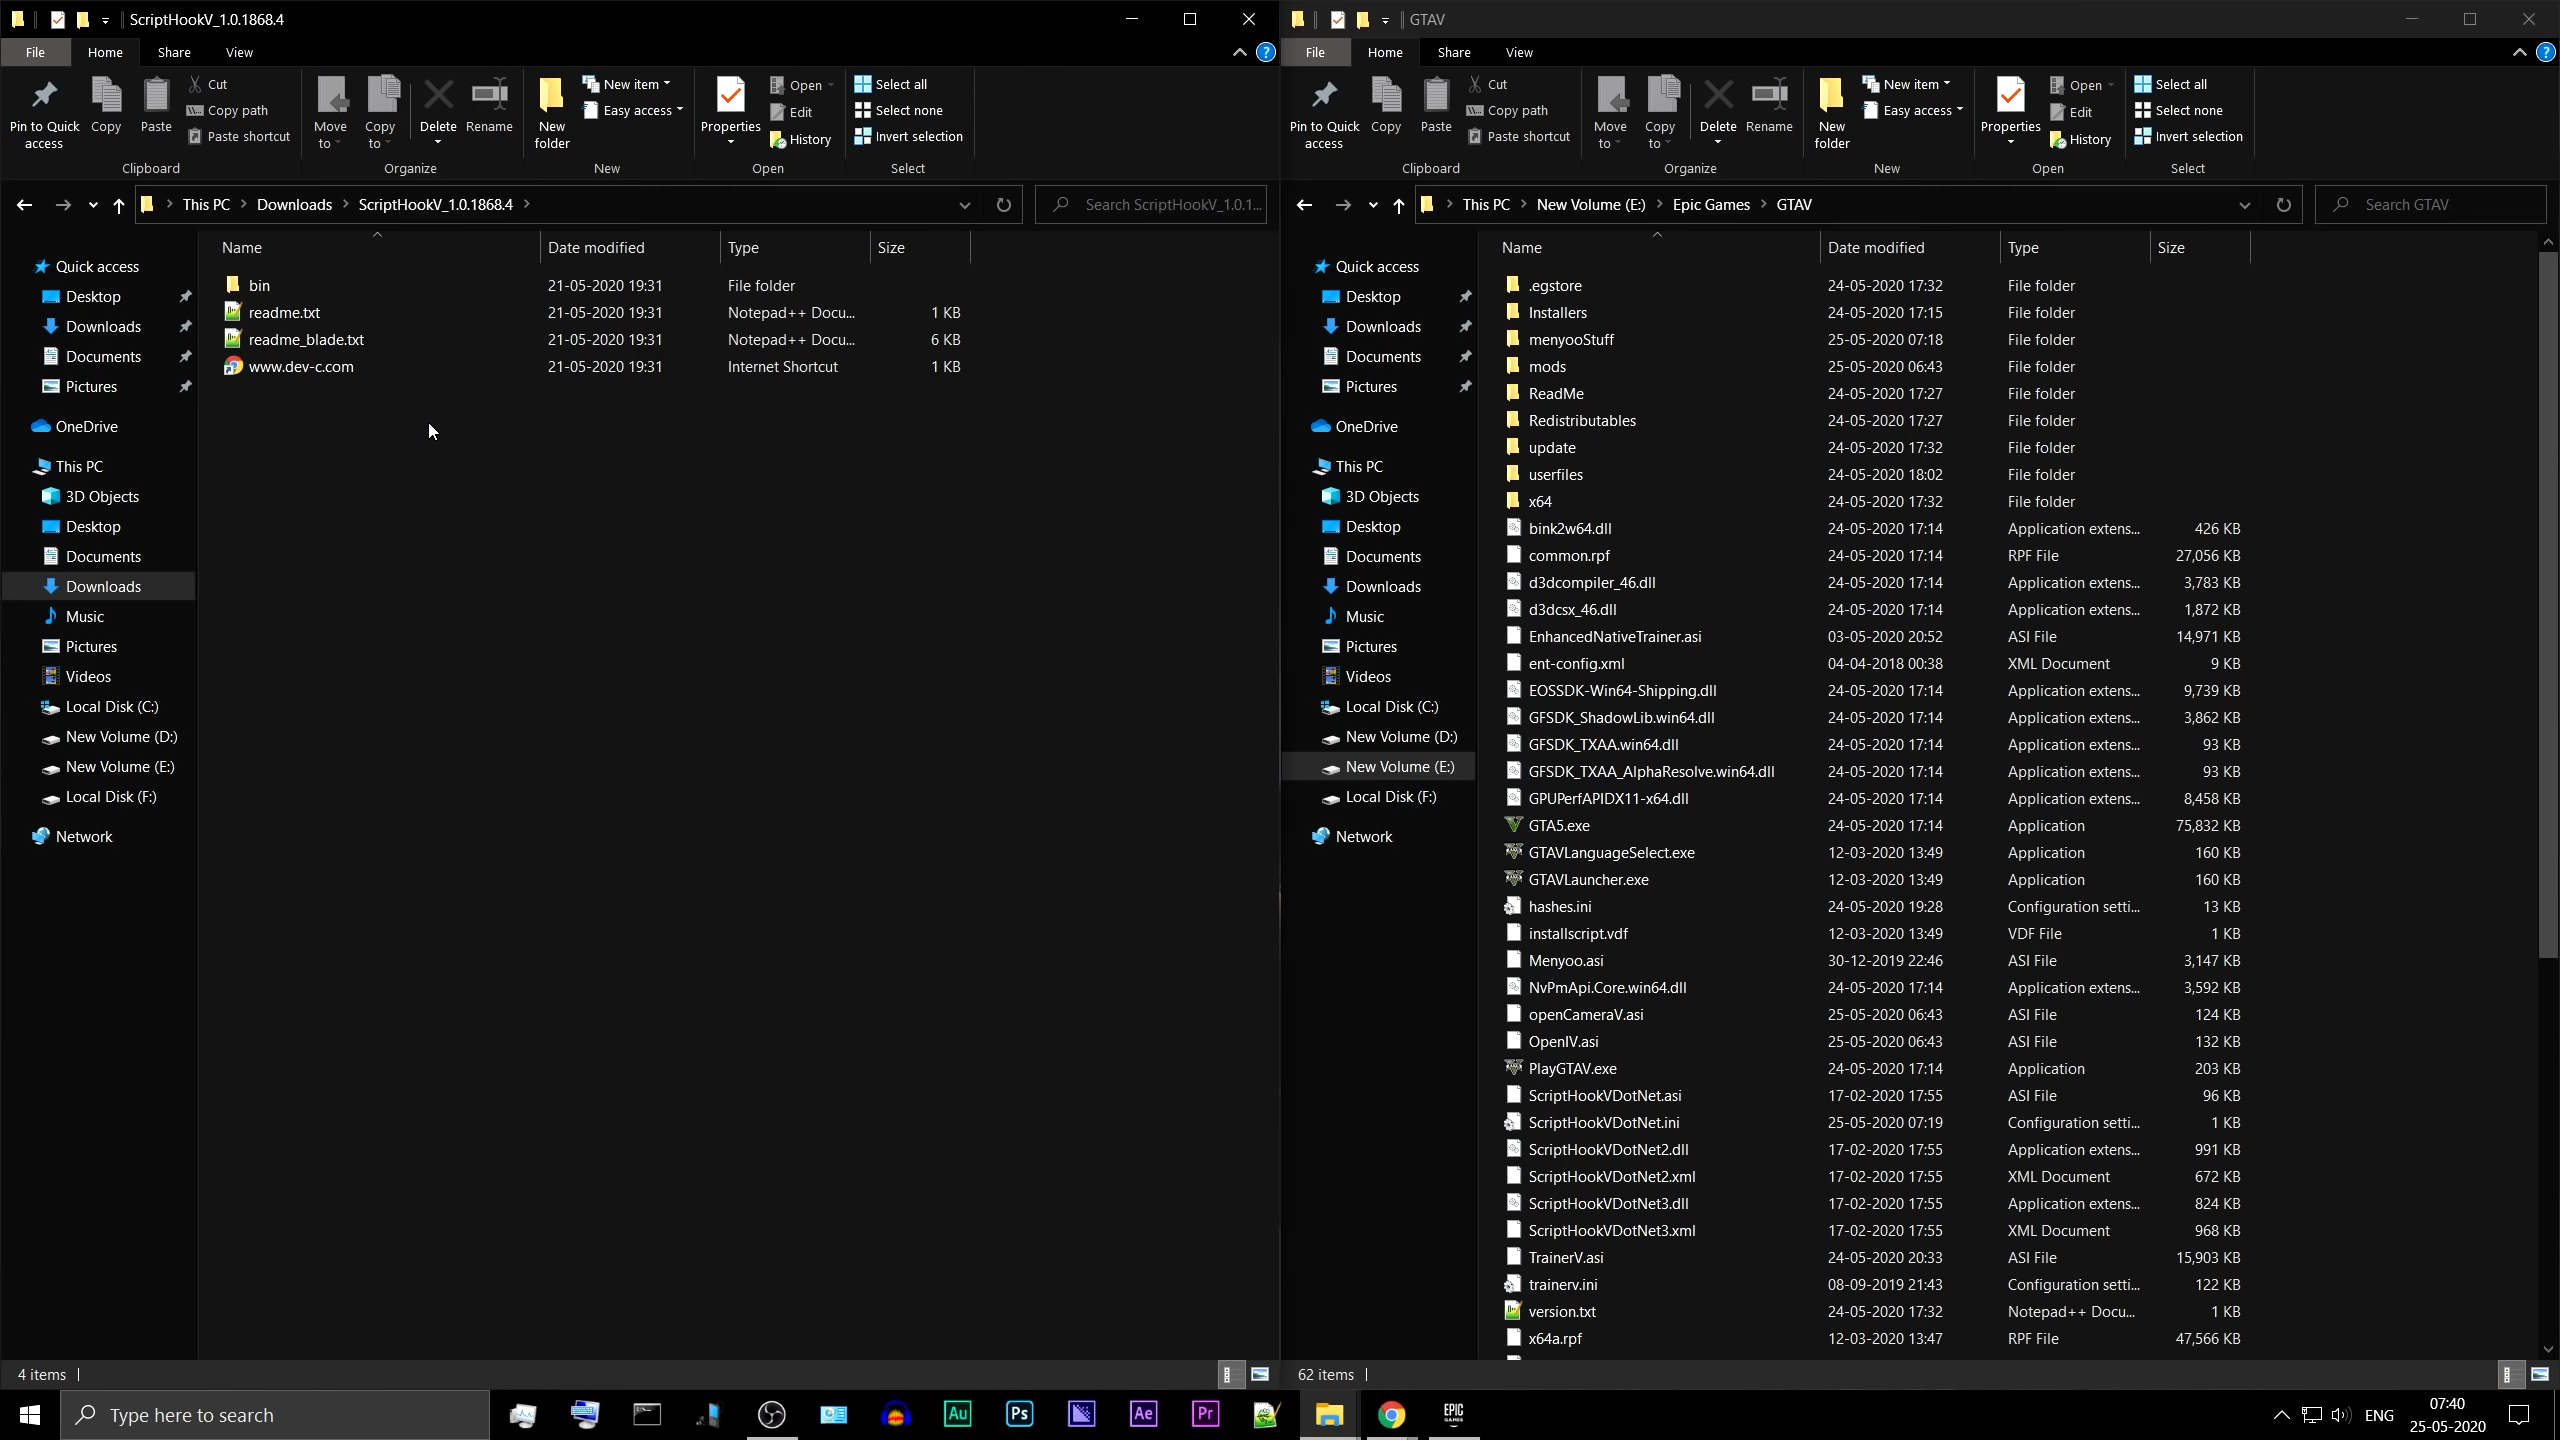 ScriptHookV_1.0.1868.4
File Home Share View
Pin to Quick access
Copy
Paste
Cut
Copy path
Paste shortcut
Clipboard
Move to
Copy to
Delete
Rename
Organize
New folder
New item
Easy access
New
Properties
Open
Edit
History
Open
Select all
Select none
Invert selection
Select
This PC Downloads ScriptHookV_1.0.1868.4
Search ScriptHookV_1.0.1...
Name Date modified Type Size
bin 21-05-2020 19:31 File folder
readme.txt 21-05-2020 19:31 Notepad++ Docu... 1 KB
readme_blade.txt 21-05-2020 19:31 Notepad++ Docu... 6 KB
www.dev-c.com 21-05-2020 19:31 Internet Shortcut 1 KB
Quick access
Desktop
Downloads
Documents
Pictures
OneDrive
This PC
3D Objects
Desktop
Documents
Downloads
Music
Pictures
Videos
Local Disk (C:)
New Volume (D:)
New Volume (E:)
Local Disk (F:)
Network
4 items
GTAV
File Home Share View
Pin to Quick access
Copy
Paste
Cut
Copy path
Paste shortcut
Clipboard
Move to
Copy to
Delete
Rename
Organize
New folder
New item
Easy access
New
Properties
Open
Edit
History
Open
Select all
Select none
Invert selection
Select
This PC New Volume (E:) Epic Games GTAV
Search GTAV
Quick access
Desktop
Downloads
Documents
Pictures
OneDrive
This PC
3D Objects
Desktop
Documents
Downloads
Music
Pictures
Videos
Local Disk (C:)
New Volume (D:)
New Volume (E:)
Local Disk (F:)
Network
Name Date modified Type Size
.egstore 24-05-2020 17:32 File folder
Installers 24-05-2020 17:15 File folder
menyooStuff 25-05-2020 07:18 File folder
mods 25-05-2020 06:43 File folder
ReadMe 24-05-2020 17:27 File folder
Redistributables 24-05-2020 17:27 File folder
update 24-05-2020 17:32 File folder
userfiles 24-05-2020 18:02 File folder
x64 24-05-2020 17:32 File folder
bink2w64.dll 24-05-2020 17:14 Application extens... 426 KB
common.rpf 24-05-2020 17:14 RPF File 27,056 KB
d3dcompiler_46.dll 24-05-2020 17:14 Application extens... 3,783 KB
d3dcsx_46.dll 24-05-2020 17:14 Application extens... 1,872 KB
EnhancedNativeTrainer.asi 03-05-2020 20:52 ASI File 14,971 KB
ent-config.xml 04-04-2018 00:38 XML Document 9 KB
EOSSDK-Win64-Shipping.dll 24-05-2020 17:14 Application extens... 9,739 KB
GFSDK_ShadowLib.win64.dll 24-05-2020 17:14 Application extens... 3,862 KB
GFSDK_TXAA.win64.dll 24-05-2020 17:14 Application extens... 93 KB
GFSDK_TXAA_AlphaResolve.win64.dll 24-05-2020 17:14 Application extens... 93 KB
GPUPerfAPIDX11-x64.dll 24-05-2020 17:14 Application extens... 8,458 KB
GTA5.exe 24-05-2020 17:14 Application 75,832 KB
GTAVLanguageSelect.exe 12-03-2020 13:49 Application 160 KB
GTAVLauncher.exe 12-03-2020 13:49 Application 160 KB
hashes.ini 24-05-2020 19:28 Configuration setti... 13 KB
installscript.vdf 12-03-2020 13:49 VDF File 1 KB
Menyoo.asi 30-12-2019 22:46 ASI File 3,147 KB
NvPmApi.Core.win64.dll 24-05-2020 17:14 Application extens... 3,592 KB
openCameraV.asi 25-05-2020 06:43 ASI File 124 KB
OpenIV.asi 25-05-2020 06:43 ASI File 132 KB
PlayGTAV.exe 24-05-2020 17:14 Application 203 KB
ScriptHookVDotNet.asi 17-02-2020 17:55 ASI File 96 KB
ScriptHookVDotNet.ini 25-05-2020 07:19 Configuration setti... 1 KB
ScriptHookVDotNet2.dll 17-02-2020 17:55 Application extens... 991 KB
ScriptHookVDotNet2.xml 17-02-2020 17:55 XML Document 672 KB
ScriptHookVDotNet3.dll 17-02-2020 17:55 Application extens... 824 KB
ScriptHookVDotNet3.xml 17-02-2020 17:55 XML Document 968 KB
TrainerV.asi 24-05-2020 20:33 ASI File 15,903 KB
trainerv.ini 08-09-2019 21:43 Configuration setti... 122 KB
version.txt 24-05-2020 17:32 Notepad++ Docu... 1 KB
x64a.rpf 12-03-2020 13:47 RPF File 47,566 KB
62 items
Type here to search
Au Ps Ae Pr EPIC GAMES
ENG
07:40
25-05-2020